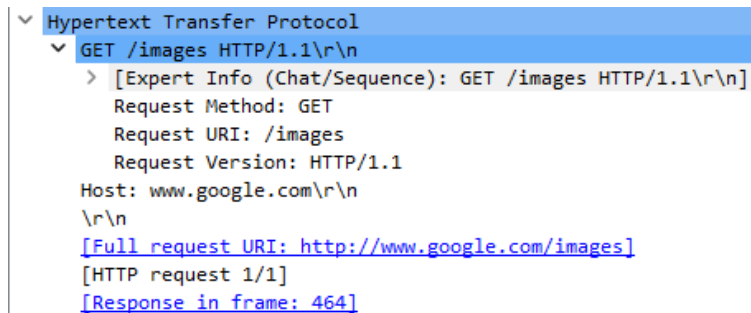 Hypertext Transfer Protocol
GET /images HTTP/1.1\r\n
[Expert Info (Chat/Sequence): GET /images HTTP/1.1\r\n]
Request Method: GET
Request URI: /images
Request Version: HTTP/1.1
Host: www.google.com\r\n
\r\n
[Full request URI: http://www.google.com/images]
[HTTP request 1/1]
[Response in frame: 464]